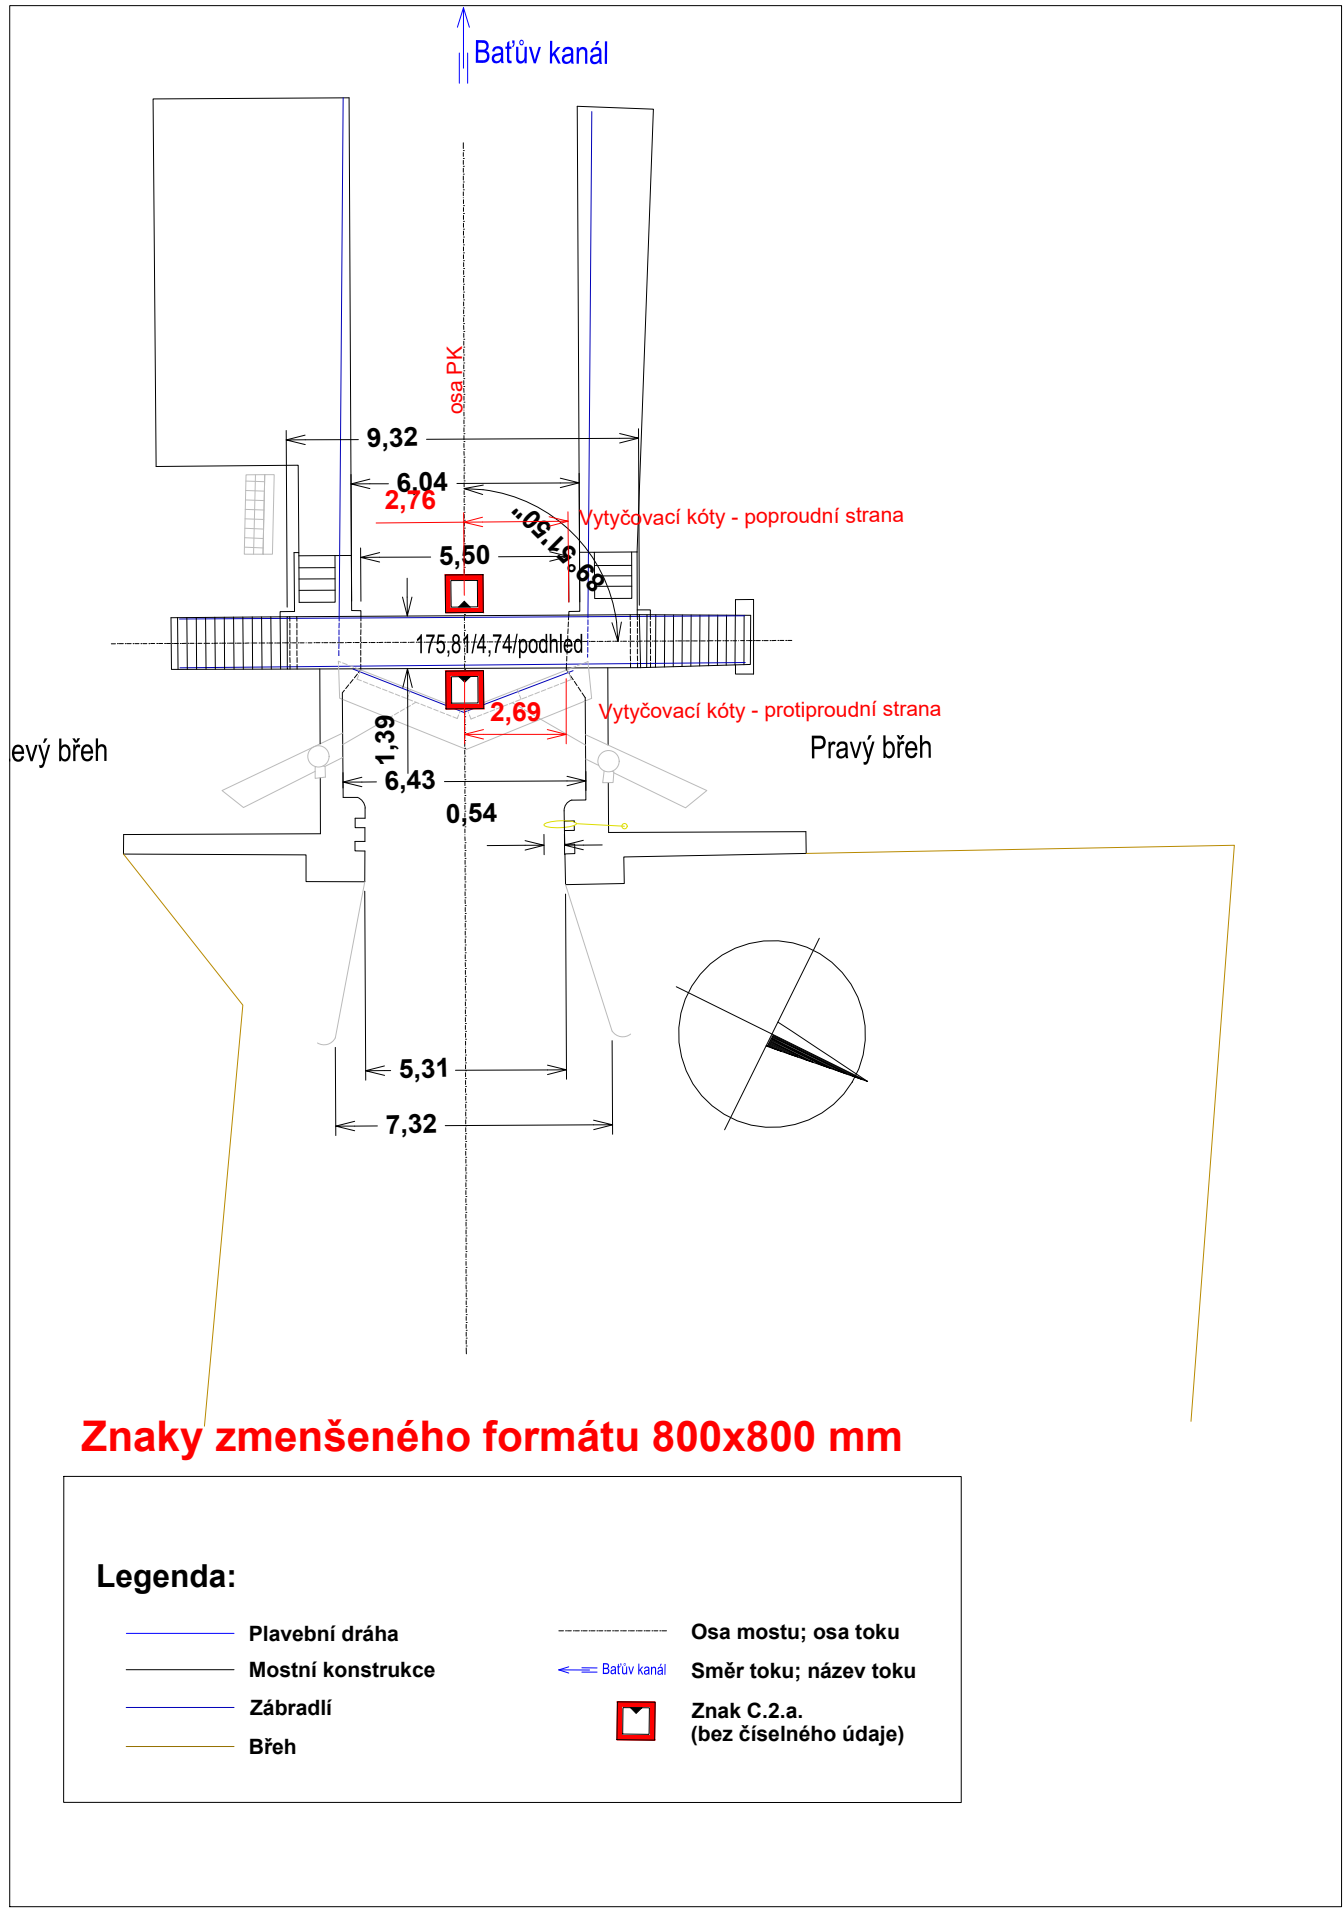 Baťův kanál
osa PK
9,32
6,04
2,76
Vytyčovací kóty - poproudní strana
89°51'50"
5,50
175,81/4,74/podhled
2,69
Vytyčovací kóty - protiproudní strana
1,39
evý břeh
Pravý břeh
6,43
0,54
5,31
7,32
Znaky zmenšeného formátu 800x800 mm
Legenda:
Plavební dráha
Mostní konstrukce
Zábradlí
Břeh
Osa mostu; osa toku
Baťův kanál
Směr toku; název toku
Znak C.2.a.
(bez číselného údaje)